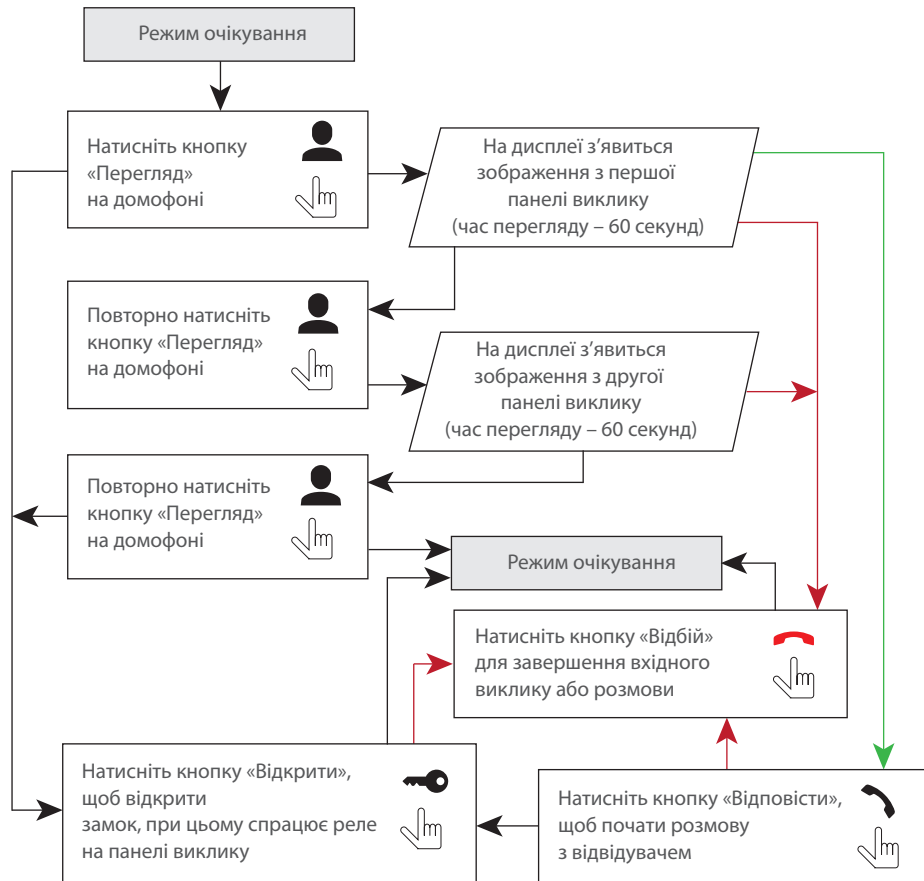 Режим очікування
Натисніть кнопку
«Перегляд»
на домофоні
На дисплеї з’явиться
зображення з першої
панелі виклику
(час перегляду – 60 секунд)
Повторно натисніть
кнопку «Перегляд»
на домофоні
На дисплеї з’явиться
зображення з другої
панелі виклику
(час перегляду – 60 секунд)
Повторно натисніть
кнопку «Перегляд»
на домофоні
Режим очікування
Натисніть кнопку «Відбій»
для завершення вхідного
виклику або розмови
Натисніть кнопку «Відкрити»,
щоб відкрити
замок, при цьому спрацює реле
на панелі виклику
Натисніть кнопку «Відповісти»,
щоб почати розмову
з відвідувачем